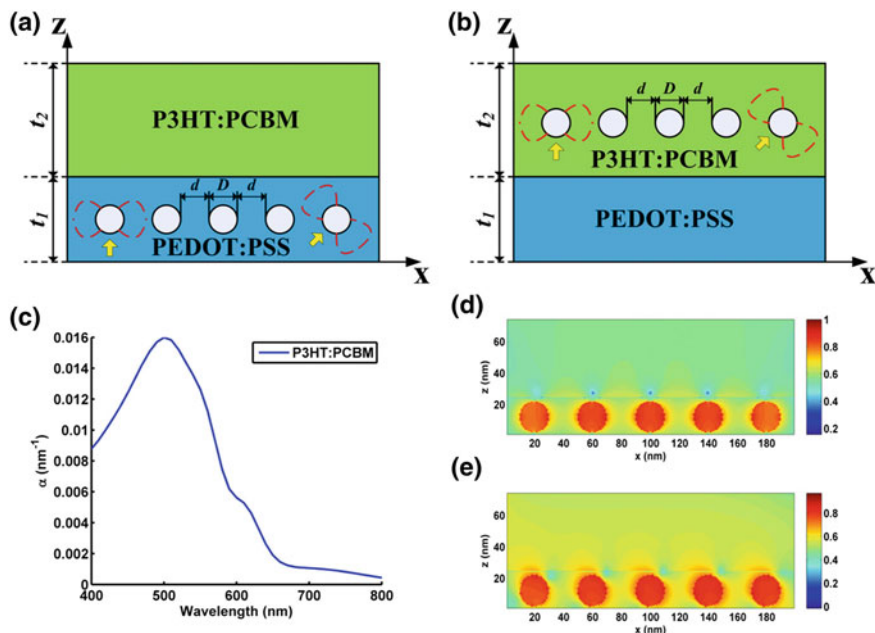 (a)
z
t2
P3HT:PCBM
d D d
t1
PEDOT:PSS
x
(b)
z
t2
d D d
P3HT:PCBM
t1
PEDOT:PSS
x
(c)
0.016
0.014
0.012
0.01
0.008
0.006
0.004
0.002
0
α (nm-1)
P3HT:PCBM
400 500 600 700 800
Wavelength (nm)
(d)
60
40
20
z (nm)
20 40 60 80 100 120 140 160 180
x (nm)
1
0.8
0.6
0.4
0.2
(e)
60
40
20
z (nm)
20 40 60 80 100 120 140 160 180
x (nm)
0.8
0.6
0.4
0.2